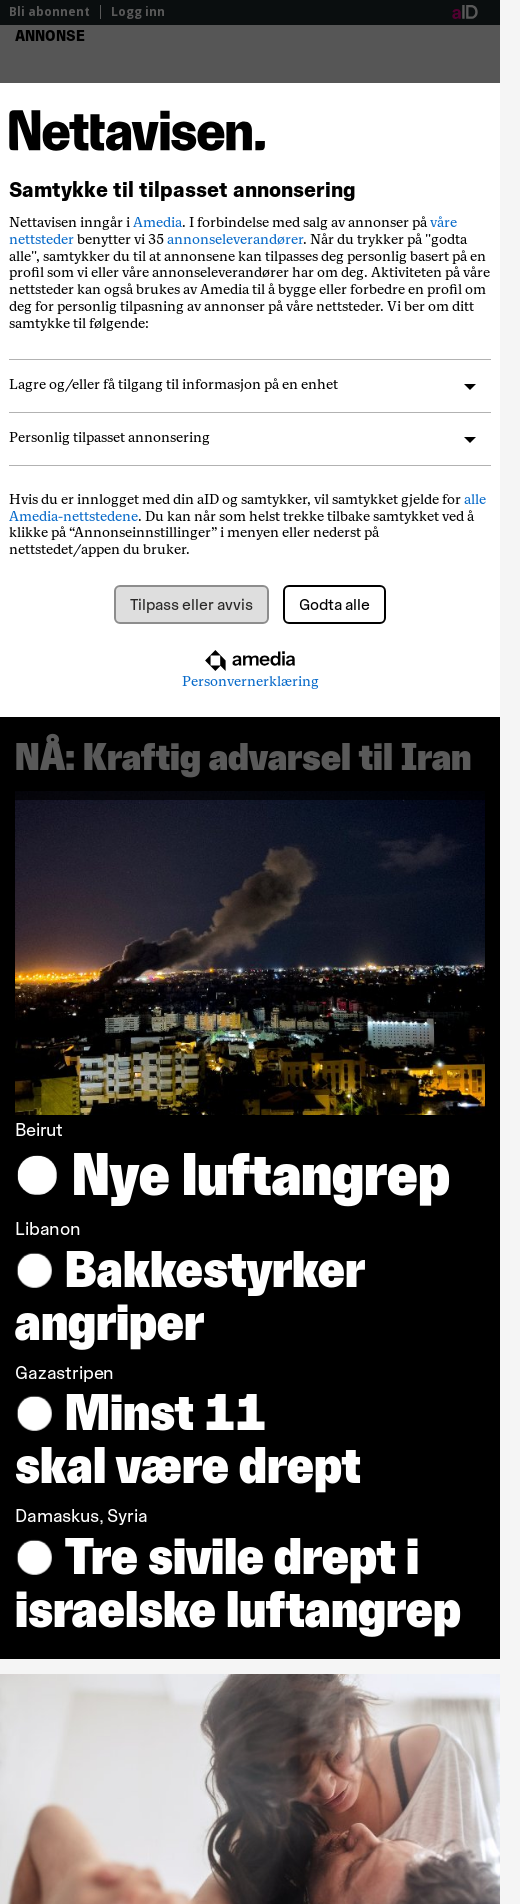 Bli abonnent | Logg inn
aID
ANNONSE
Nettavisen.
Samtykke til tilpasset annonsering
Nettavisen inngår i Amedia. I forbindelse med salg av annonser på våre
nettsteder benytter vi 35 annonseleverandører. Når du trykker på "godta
alle", samtykker du til at annonsene kan tilpasses deg personlig basert på en
profil som vi eller våre annonseleverandører har om deg. Aktiviteten på våre
nettsteder kan også brukes av Amedia til å bygge eller forbedre en profil om
deg for personlig tilpasning av annonser på våre nettsteder. Vi ber om ditt
samtykke til følgende:
Lagre og/eller få tilgang til informasjon på en enhet
Personlig tilpasset annonsering
Hvis du er innlogget med din aID og samtykker, vil samtykket gjelde for alle
Amedia-nettstedene. Du kan når som helst trekke tilbake samtykket ved å
klikke på “Annonseinnstillinger” i menyen eller nederst på
nettstedet/appen du bruker.
Tilpass eller avvis
Godta alle
amedia
Personvernerklæring
NÅ: Kraftig advarsel til Iran
Beirut
● Nye luftangrep
Libanon
● Bakkestyrker
angriper
Gazastripen
● Minst 11
skal være drept
Damaskus, Syria
● Tre sivile drept i
israelske luftangrep